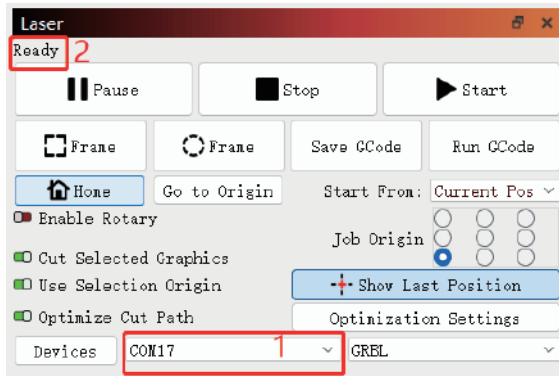 Laser
Ready 2
Pause Stop Start
Frame Frame Save GCode Run GCode
Home Go to Origin Start From: Current Pos
Enable Rotary
Job Origin
Cut Selected Graphics
Use Selection Origin Show Last Position
Optimize Cut Path Optimization Settings
Devices COM17 1 GRBL